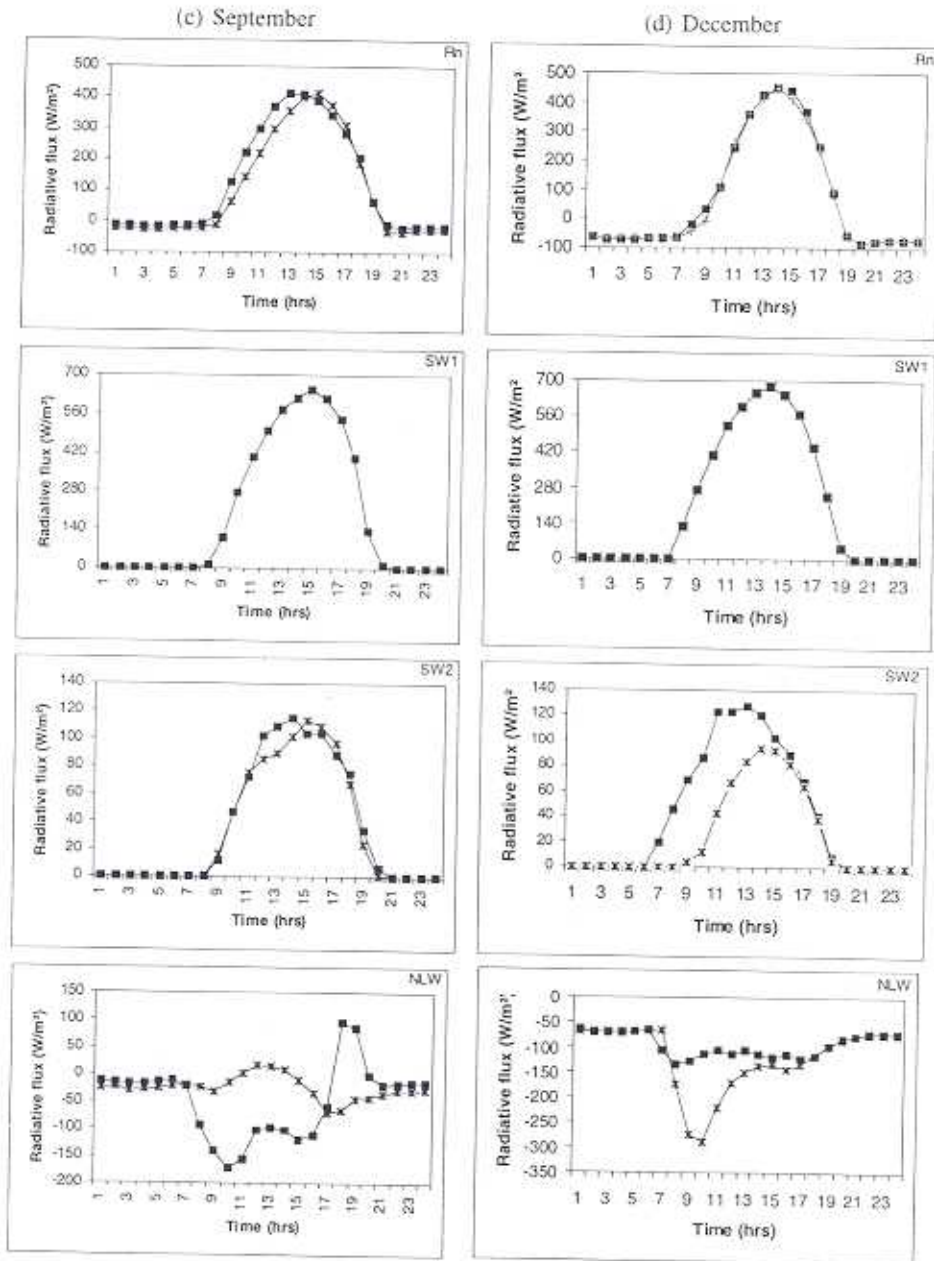 (c) September
(d) December
Rn
Radiative flux (W/m²)
500
400
300
200
100
0
-100
1 3 5 7 9 11 13 15 17 19 21 23
Time (hrs)
Rn
Radiative flux (W/m²)
500
400
300
200
100
0
-100
1 3 5 7 9 11 13 15 17 19 21 23
Time (hrs)
SW1
Radiative flux (W/m²)
700
560
420
280
140
0
1 3 5 7 9 11 13 15 17 19 21 23
Time (hrs)
SW1
Radiative flux (W/m²)
700
560
420
280
140
0
1 3 5 7 9 11 13 15 17 19 21 23
Time (hrs)
SW2
Radiative flux (W/m²)
140
120
100
80
60
40
20
0
1 3 5 7 9 11 13 15 17 19 21 23
Time (hrs)
SW2
Radiative flux (W/m²
140
120
100
80
60
40
20
0
1 3 5 7 9 11 13 15 17 19 21 23
Time (hrs)
NLW
Radiative flux (W/m²)
150
100
50
0
-50
-100
-150
-200
1 3 5 7 9 11 13 15 17 19 21 23
Time (hrs)
NLW
Radiative flux (W/m²)
0
-50
-100
-150
-200
-250
-300
-350
1 3 5 7 9 11 13 15 17 19 21 23
Time (hrs)